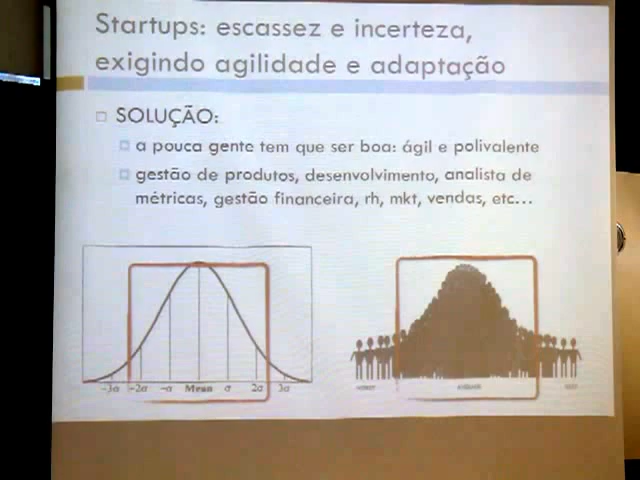 Startups: escassez e incerteza,
exigindo agilidade e adaptação
SOLUÇÃO:
a pouca gente tem que ser boa: ágil e polivalente
gestão de produtos, desenvolvimento, analista de
métricas, gestão financeira, rh, mkt, vendas, etc...
-3σ -2σ -σ Mean σ 2σ 3σ